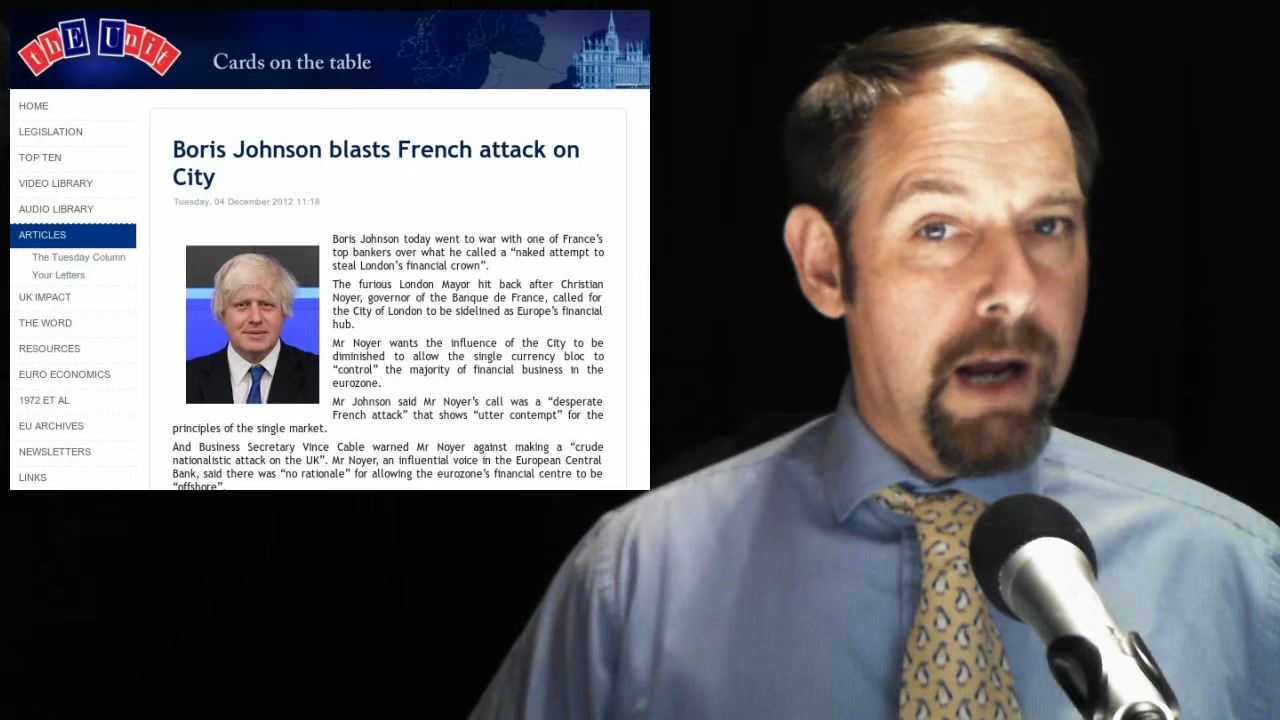 thE Unit
Cards on the table
HOME
LEGISLATION
TOP TEN
VIDEO LIBRARY
AUDIO LIBRARY
ARTICLES
The Tuesday Column
Your Letters
UK IMPACT
THE WORD
RESOURCES
EURO ECONOMICS
1972 ET AL
EU ARCHIVES
NEWSLETTERS
LINKS
Boris Johnson blasts French attack on
City
Tuesday, 04 December 2012 11:18
Boris Johnson today went to war with one of France’s
top bankers over what he called a “naked attempt to
steal London’s financial crown”.
The furious London Mayor hit back after Christian
Noyer, governor of the Banque de France, called for
the City of London to be sidelined as Europe’s financial
hub.
Mr Noyer wants the influence of the City to be
diminished to allow the single currency bloc to
“control” the majority of financial business in the
eurozone.
Mr Johnson said Mr Noyer’s call was a “desperate
French attack” that shows “utter contempt” for the
principles of the single market.
And Business Secretary Vince Cable warned Mr Noyer against making a “crude
nationalistic attack on the UK”. Mr Noyer, an influential voice in the European Central
Bank, said there was “no rationale” for allowing the eurozone’s financial centre to be
“offshore”.